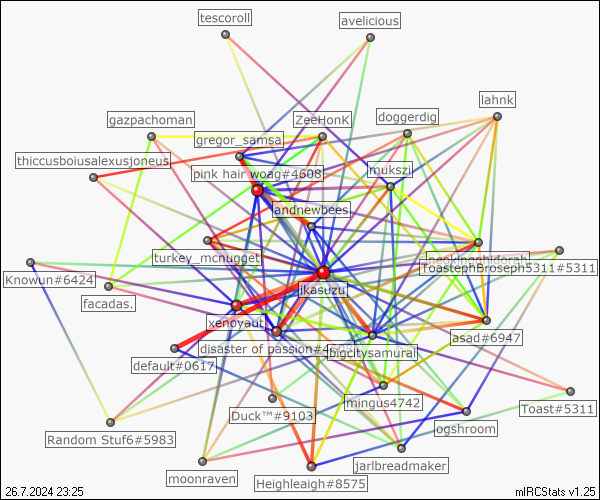 tescoroll
avelicious
lahnk
gazpachoman
ZeeHonK
doggerdig
gregor_samsa
thiccusboiusalexusjoneus
pink hair woag#4608
mukszi
andnewbees
turkey_mcnugget
ToastephBroseph5311#5311
Knowun#6424
jkasuzu
facadas.
xenoyaut
asad#6947
disaster of passion#4
bigcitysamurai
default#0617
mingus4742
Toast#5311
Duck™#9103
ogshroom
Random Stuf6#5983
jarlbreadmaker
moonraven
Heighleaigh#8575
26.7.2024 23:25
mIRCStats v1.25